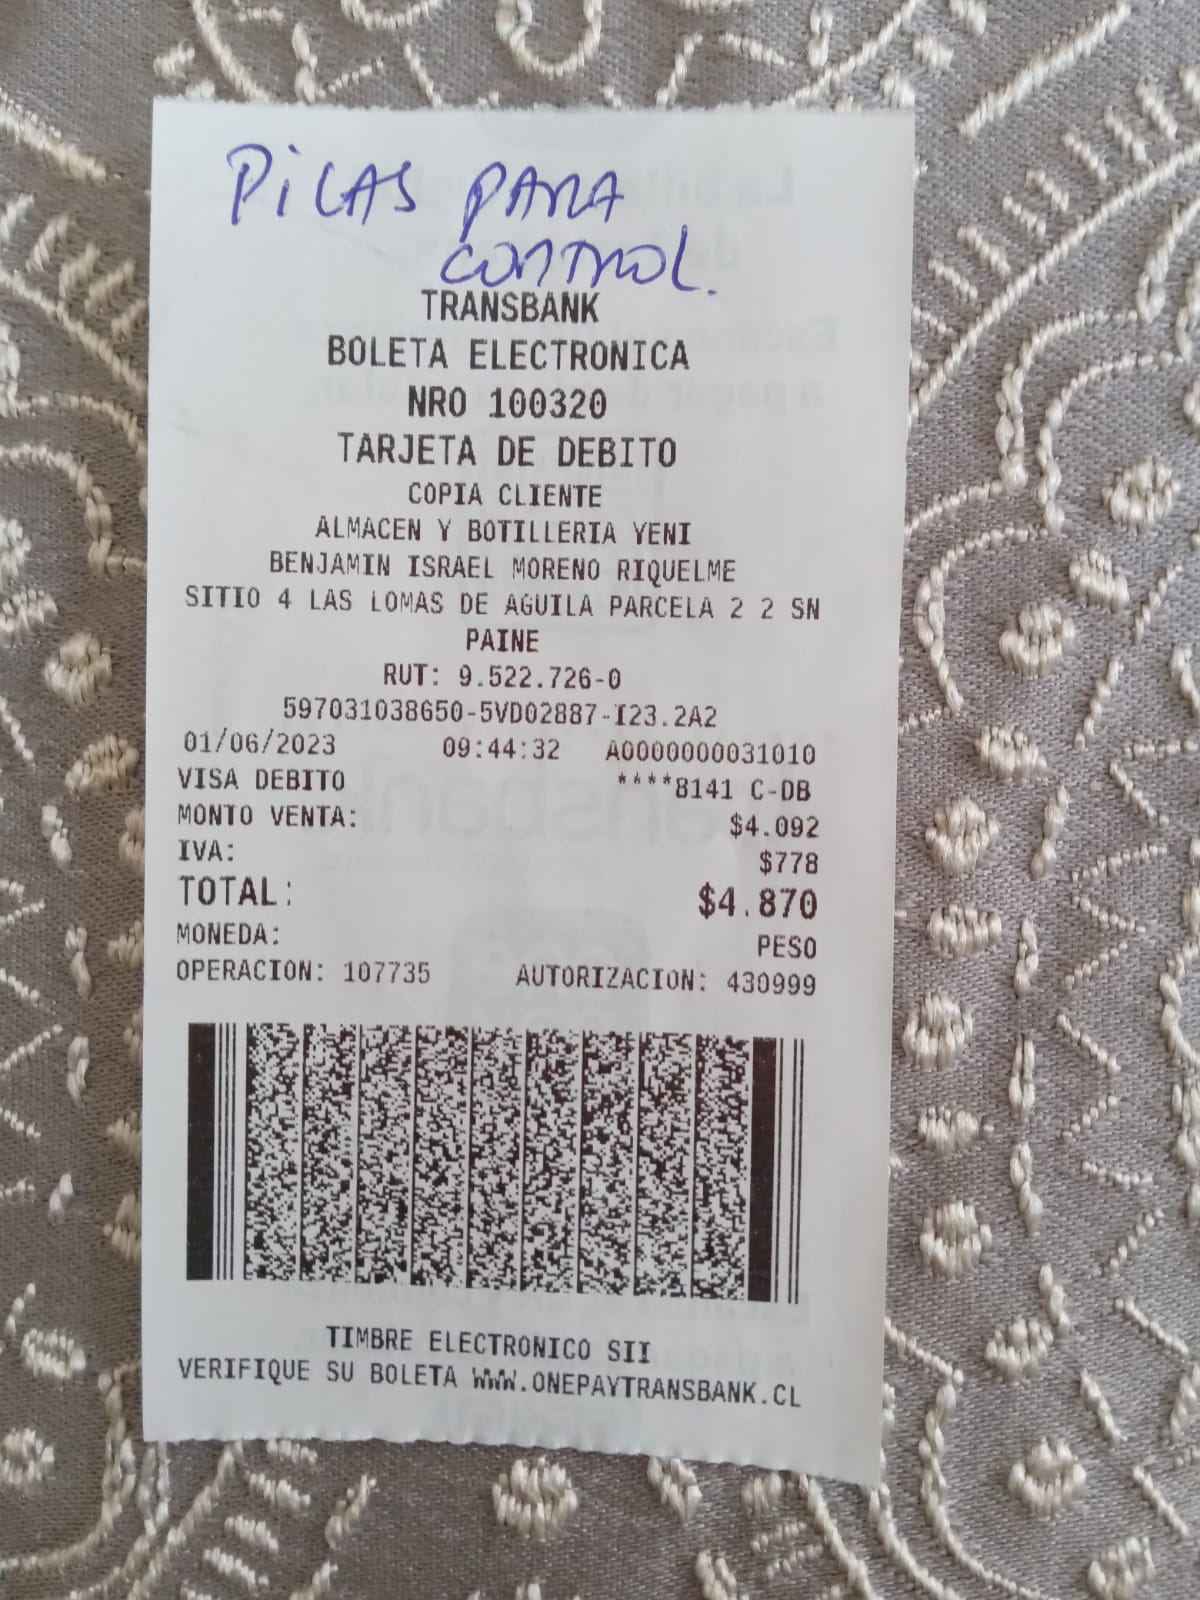 PILAS PARA
CONTROL.
TRANSBANK
BOLETA ELECTRONICA
NRO 100320
TARJETA DE DEBITO
COPIA CLIENTE
ALMACEN Y BOTILLERIA YENI
BENJAMIN ISRAEL MORENO RIQUELME
SITIO 4 LAS LOMAS DE AGUILA PARCELA 2 2 SN
PAINE
RUT: 9.522.726-0
597031038650-5VD02887-I23.2A2
01/06/2023 09:44:32 A0000000031010
VISA DEBITO ****8141 C-DB
MONTO VENTA: $4.092
IVA: $778
TOTAL: $4.870
MONEDA: PESO
OPERACION: 107735 AUTORIZACION: 430999
TIMBRE ELECTRONICO SII
VERIFIQUE SU BOLETA WWW.ONEPAYTRANSBANK.CL